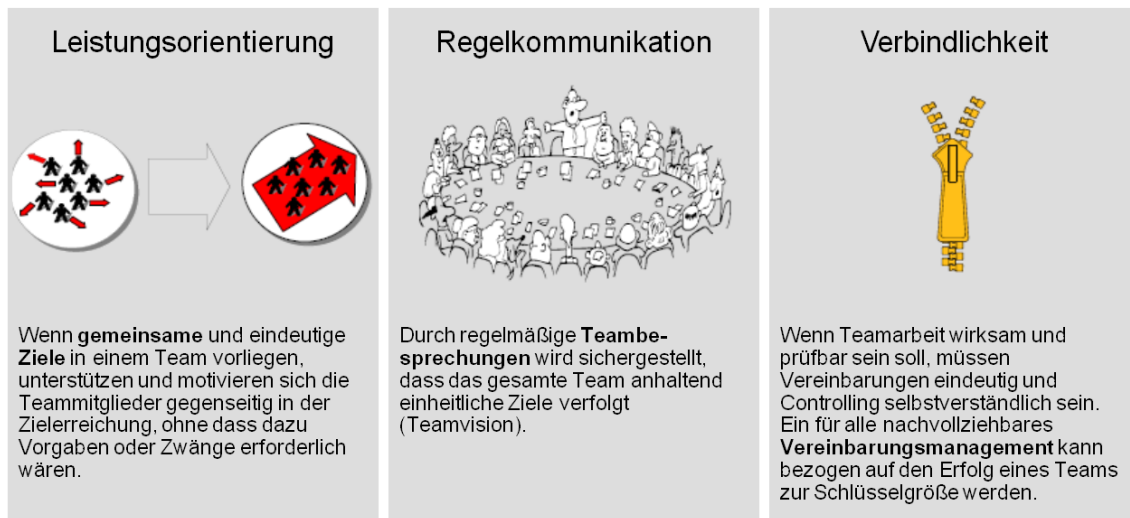 Leistungsorientierung
Wenn gemeinsame und eindeutige
Ziele in einem Team vorliegen,
unterstützen und motivieren sich die
Teammitglieder gegenseitig in der
Zielerreichung, ohne dass dazu
Vorgaben oder Zwänge erforderlich
wären.
Regelkommunikation
Durch regelmäßige Teambe-
sprechungen wird sichergestellt,
dass das gesamte Team anhaltend
einheitliche Ziele verfolgt
(Teamvision).
Verbindlichkeit
Wenn Teamarbeit wirksam und
prüfbar sein soll, müssen
Vereinbarungen eindeutig und
Controlling selbstverständlich sein.
Ein für alle nachvollziehbares
Vereinbarungsmanagement kann
bezogen auf den Erfolg eines Teams
zur Schlüsselgröße werden.